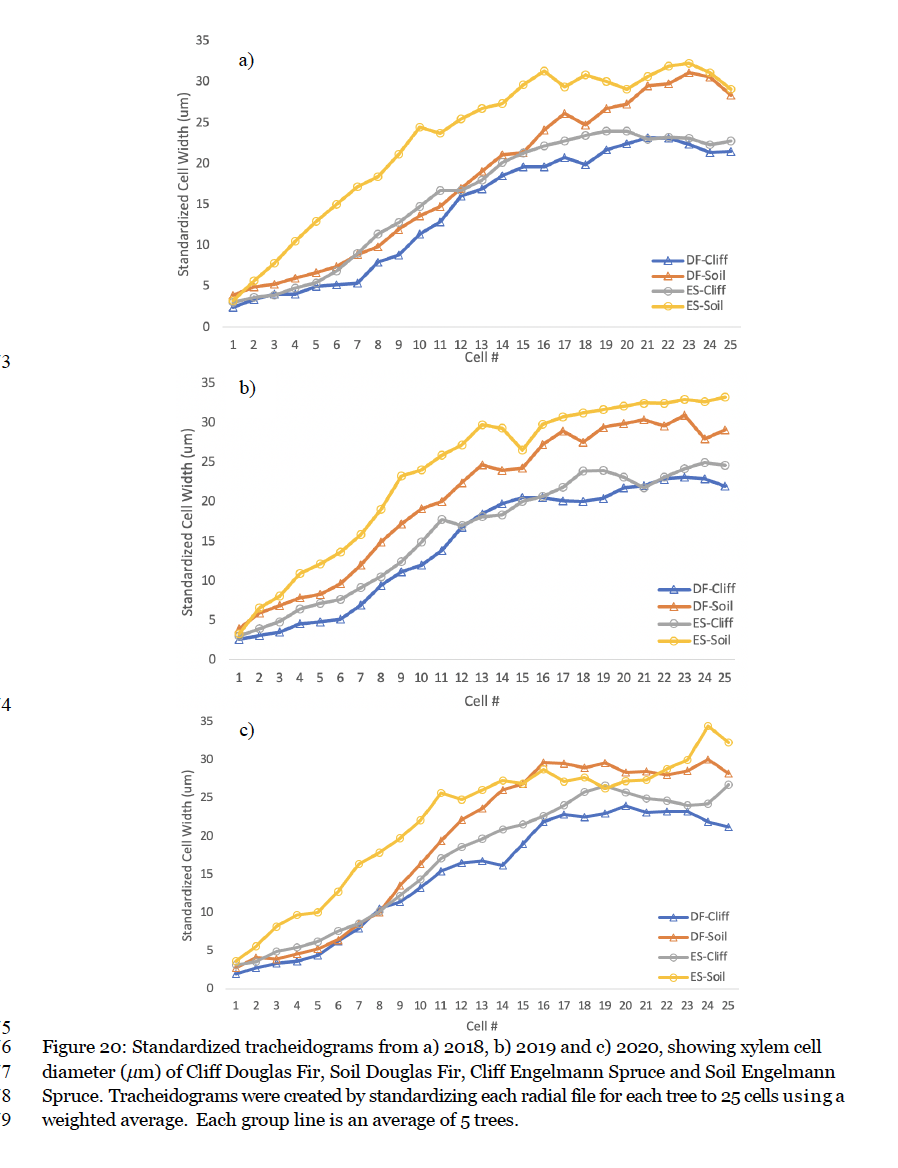 a)
35
30
25
20
15
10
5
0
Standardized Cell Width (um)
DF-Cliff
DF-Soil
ES-Cliff
ES-Soil
1 2 3 4 5 6 7 8 9 10 11 12 13 14 15 16 17 18 19 20 21 22 23 24 25
Cell #
73
b)
35
30
25
20
15
10
5
0
Standardized Cell Width (um)
DF-Cliff
DF-Soil
ES-Cliff
ES-Soil
1 2 3 4 5 6 7 8 9 10 11 12 13 14 15 16 17 18 19 20 21 22 23 24 25
Cell #
74
c)
35
30
25
20
15
10
5
0
Standardized Cell Width (um)
DF-Cliff
DF-Soil
ES-Cliff
ES-Soil
1 2 3 4 5 6 7 8 9 10 11 12 13 14 15 16 17 18 19 20 21 22 23 24 25
Cell #
75
76 Figure 20: Standardized tracheidograms from a) 2018, b) 2019 and c) 2020, showing xylem cell
77 diameter (μm) of Cliff Douglas Fir, Soil Douglas Fir, Cliff Engelmann Spruce and Soil Engelmann
78 Spruce. Tracheidograms were created by standardizing each radial file for each tree to 25 cells using a
79 weighted average. Each group line is an average of 5 trees.